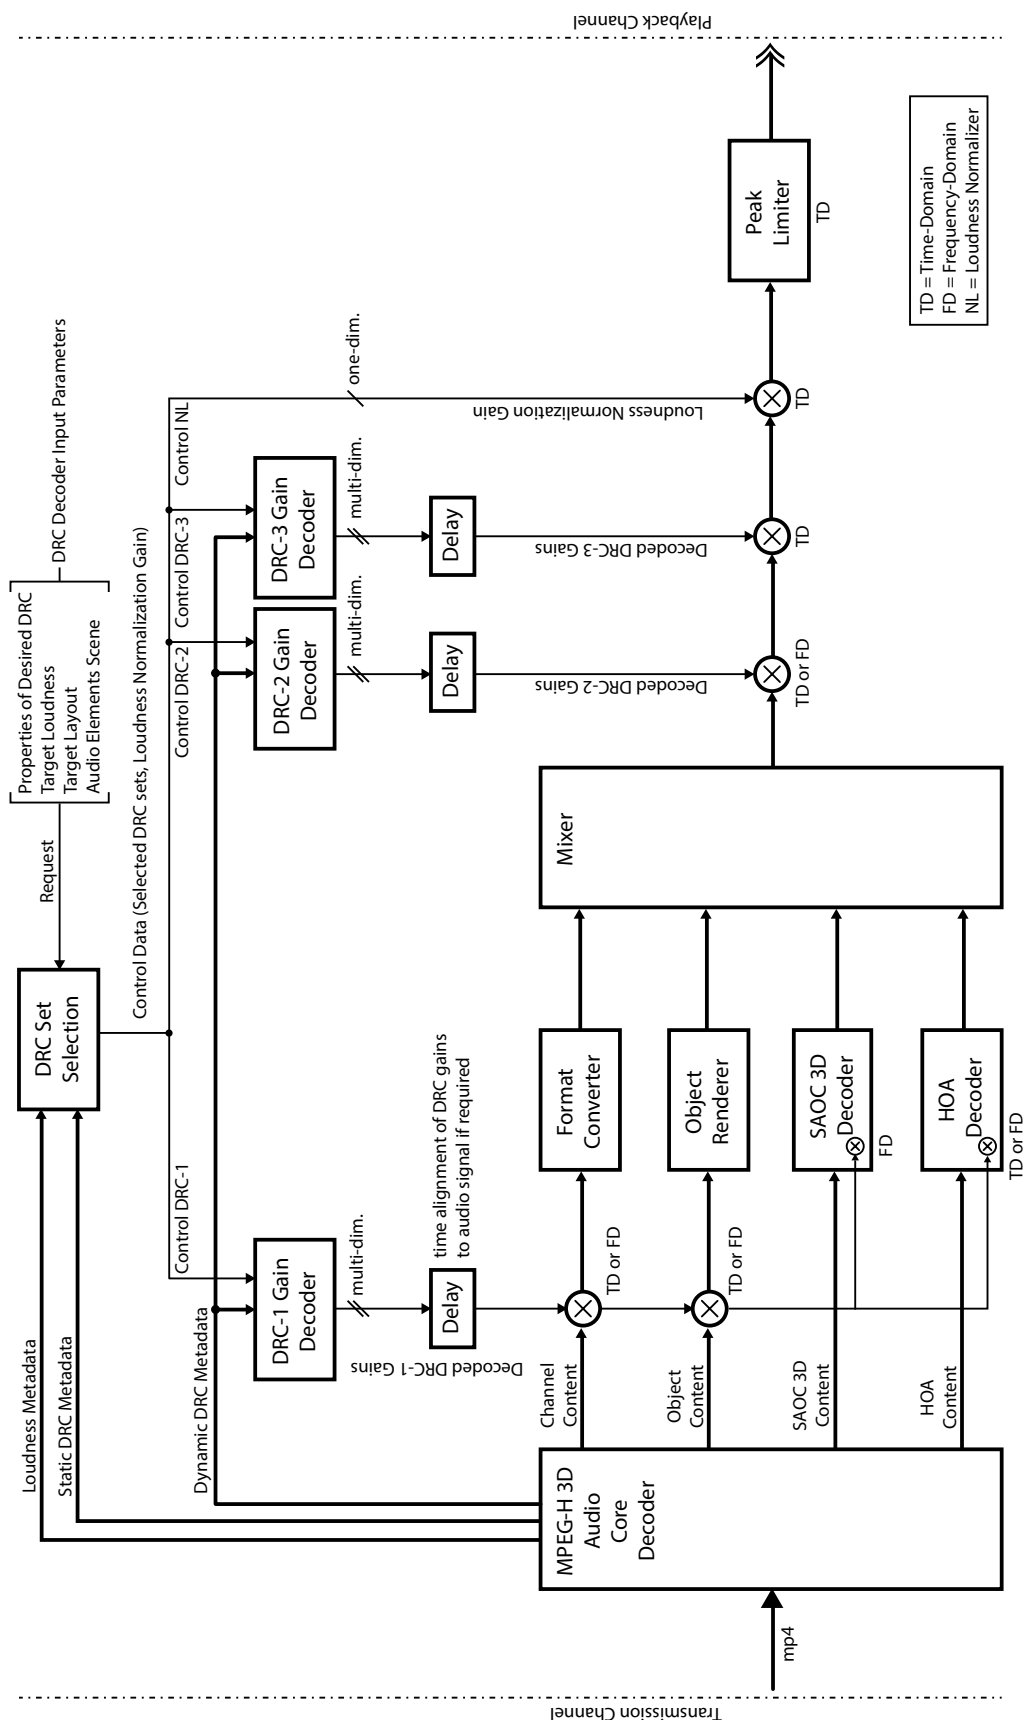 Loudness Metadata
Static DRC Metadata
DRC Set
Selection
Request
Properties of Desired DRC
Target Loudness
Target Layout
Audio Elements Scene
DRC Decoder Input Parameters
Control Data (Selected DRC sets, Loudness Normalization Gain)
Control DRC-1
Control DRC-2
Control DRC-3
Control NL
Dynamic DRC Metadata
DRC-1 Gain
Decoder
DRC-2 Gain
Decoder
DRC-3 Gain
Decoder
multi-dim.
multi-dim.
multi-dim.
one-dim.
Decoded DRC-1 Gains
Delay
time alignment of DRC gains
to audio signal if required
Delay
Delay
Decoded DRC-2 Gains
Decoded DRC-3 Gains
Loudness Normalization Gain
Transmission Channel
mp4
MPEG-H 3D
Audio
Core
Decoder
Channel
Content
TD or FD
Format
Converter
Object
Content
TD or FD
Object
Renderer
SAOC 3D
Content
SAOC 3D
Decoder
FD
HOA
Content
HOA
Decoder
TD or FD
Mixer
TD or FD
TD
TD
Peak
Limiter
TD
Playback Channel
TD = Time-Domain
FD = Frequency-Domain
NL = Loudness Normalizer